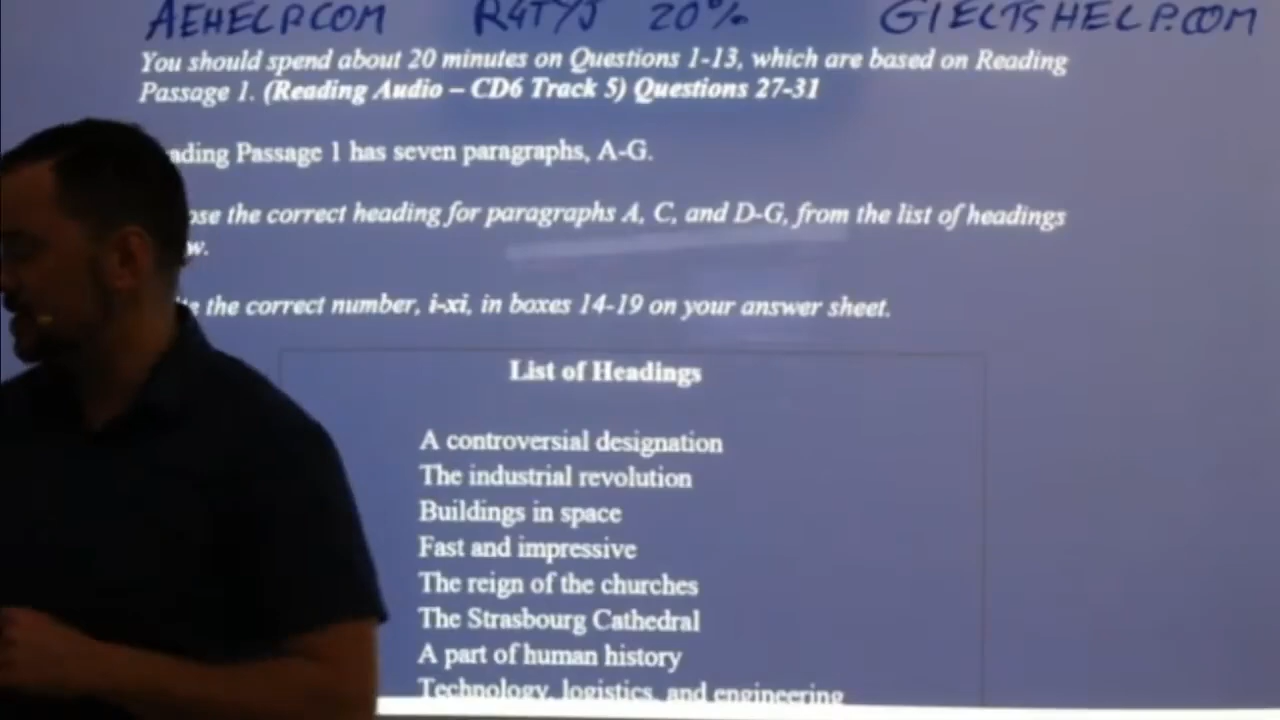 AEHELP.COM R4TYJ 20% GIELTSHELP.COM
You should spend about 20 minutes on Questions 1-13, which are based on Reading
Passage 1. (Reading Audio – CD6 Track 5) Questions 27-31
Passage 1 has seven paragraphs, A-G.
the correct heading for paragraphs A, C, and D-G, from the list of headings
the correct number, i-xi, in boxes 14-19 on your answer sheet.
List of Headings
A controversial designation
The industrial revolution
Buildings in space
Fast and impressive
The reign of the churches
The Strasbourg Cathedral
A part of human history
Technology, logistics, and engineering